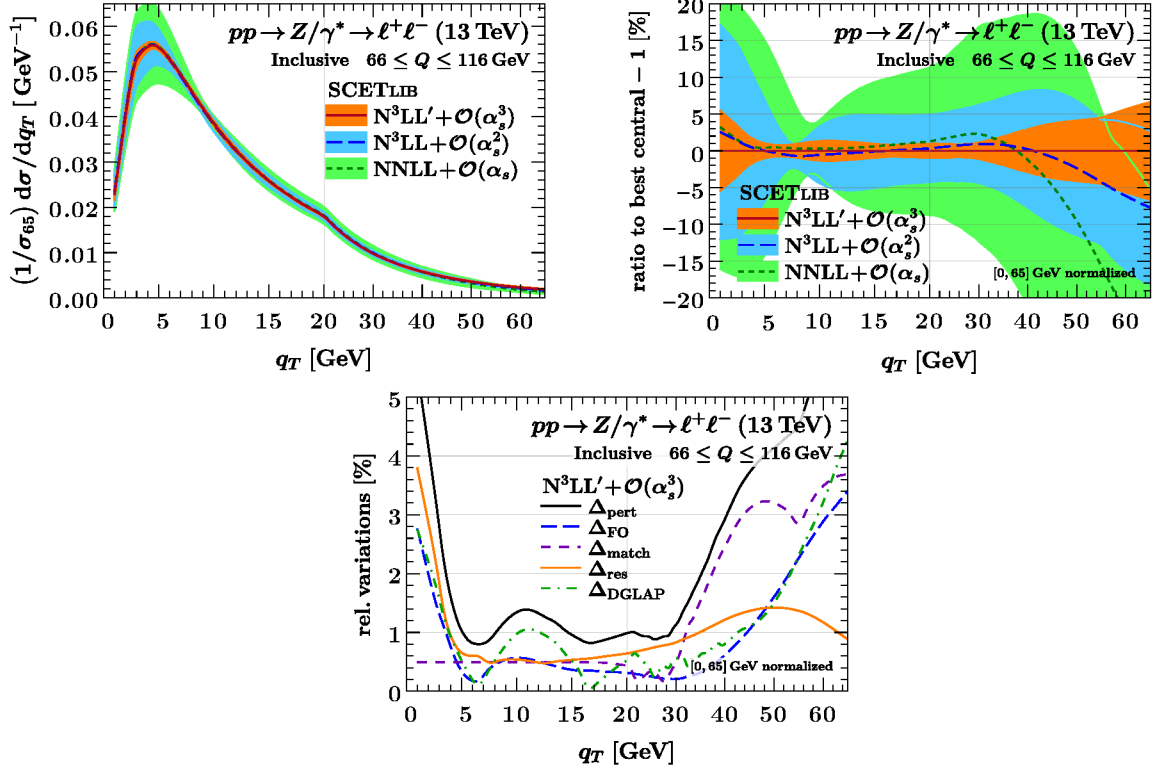 (1/σ₆₅) dσ/dq_T [GeV⁻¹]
0.06
0.05
0.04
0.03
0.02
0.01
0.00
pp → Z/γ* → ℓ⁺ℓ⁻ (13 TeV)
Inclusive 66 ≤ Q ≤ 116 GeV
SCETLIB
N³LL′ + O(α_s³)
N³LL + O(α_s²)
NNLL + O(α_s)
0 5 10 20 30 40 50 60
q_T [GeV]
ratio to best central − 1 [%]
20
15
10
5
0
−5
−10
−15
−20
pp → Z/γ* → ℓ⁺ℓ⁻ (13 TeV)
Inclusive 66 ≤ Q ≤ 116 GeV
SCETLIB
N³LL′ + O(α_s³)
N³LL + O(α_s²)
NNLL + O(α_s)
[0, 65] GeV normalized
0 5 10 20 30 40 50 60
q_T [GeV]
rel. variations [%]
5
4
3
2
1
0
pp → Z/γ* → ℓ⁺ℓ⁻ (13 TeV)
Inclusive 66 ≤ Q ≤ 116 GeV
N³LL′ + O(α_s³)
Δ_pert
Δ_FO
Δ_match
Δ_res
Δ_DGLAP
[0, 65] GeV normalized
0 5 10 20 30 40 50 60
q_T [GeV]